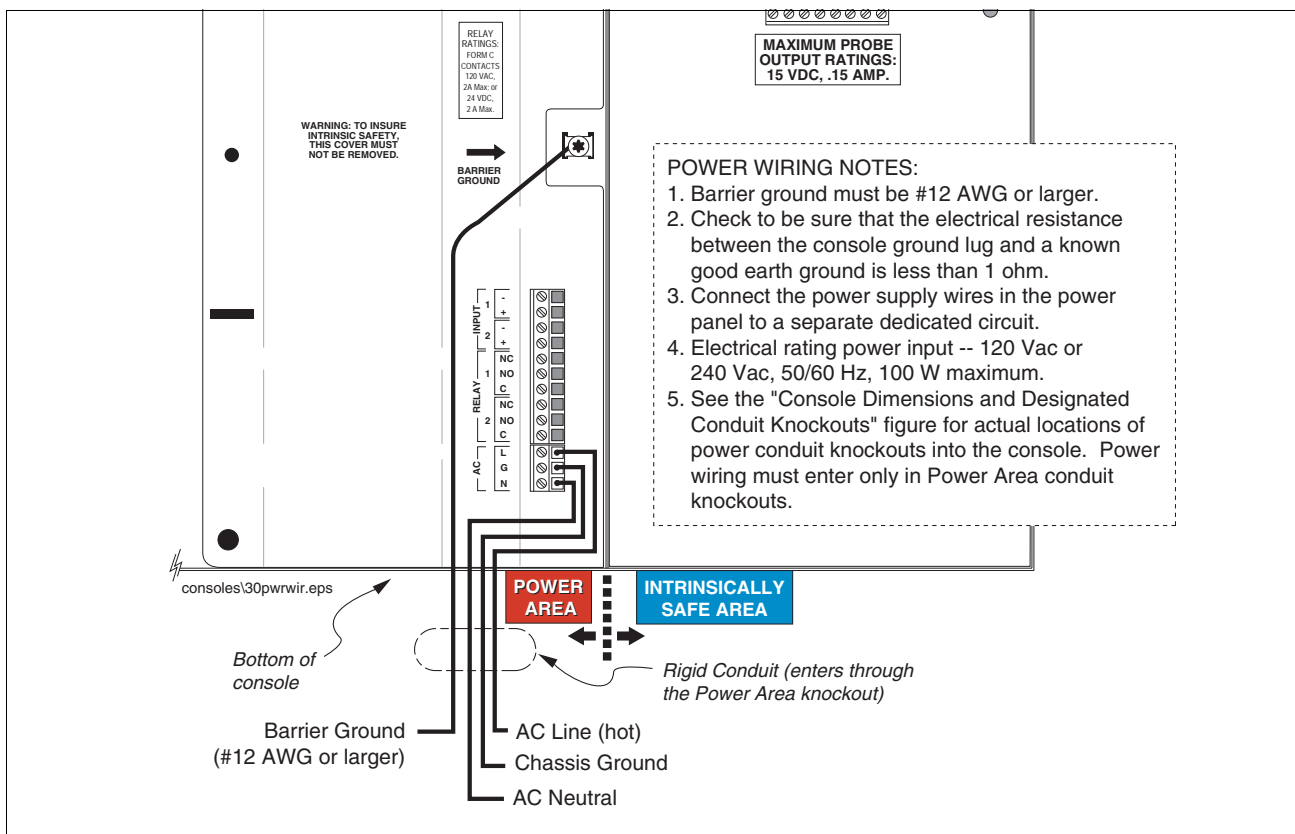 RELAY
RATINGS:
FORM C
CONTACTS
120 VAC,
2A Max; or
24 VDC,
2 A Max.
MAXIMUM PROBE
OUTPUT RATINGS:
15 VDC, .15 AMP.
WARNING: TO INSURE
INTRINSIC SAFETY,
THIS COVER MUST
NOT BE REMOVED.
BARRIER
GROUND
POWER WIRING NOTES:
1. Barrier ground must be #12 AWG or larger.
2. Check to be sure that the electrical resistance
between the console ground lug and a known
good earth ground is less than 1 ohm.
3. Connect the power supply wires in the power
panel to a separate dedicated circuit.
4. Electrical rating power input -- 120 Vac or
240 Vac, 50/60 Hz, 100 W maximum.
5. See the "Console Dimensions and Designated
Conduit Knockouts" figure for actual locations of
power conduit knockouts into the console. Power
wiring must enter only in Power Area conduit
knockouts.
INPUT
1
-
+
2
-
+
RELAY
1
NC
NO
C
2
NC
NO
C
AC
L
G
N
consoles\30pwrwir.eps
POWER
AREA
INTRINSICALLY
SAFE AREA
Bottom of
console
Rigid Conduit (enters through
the Power Area knockout)
Barrier Ground
(#12 AWG or larger)
AC Line (hot)
Chassis Ground
AC Neutral